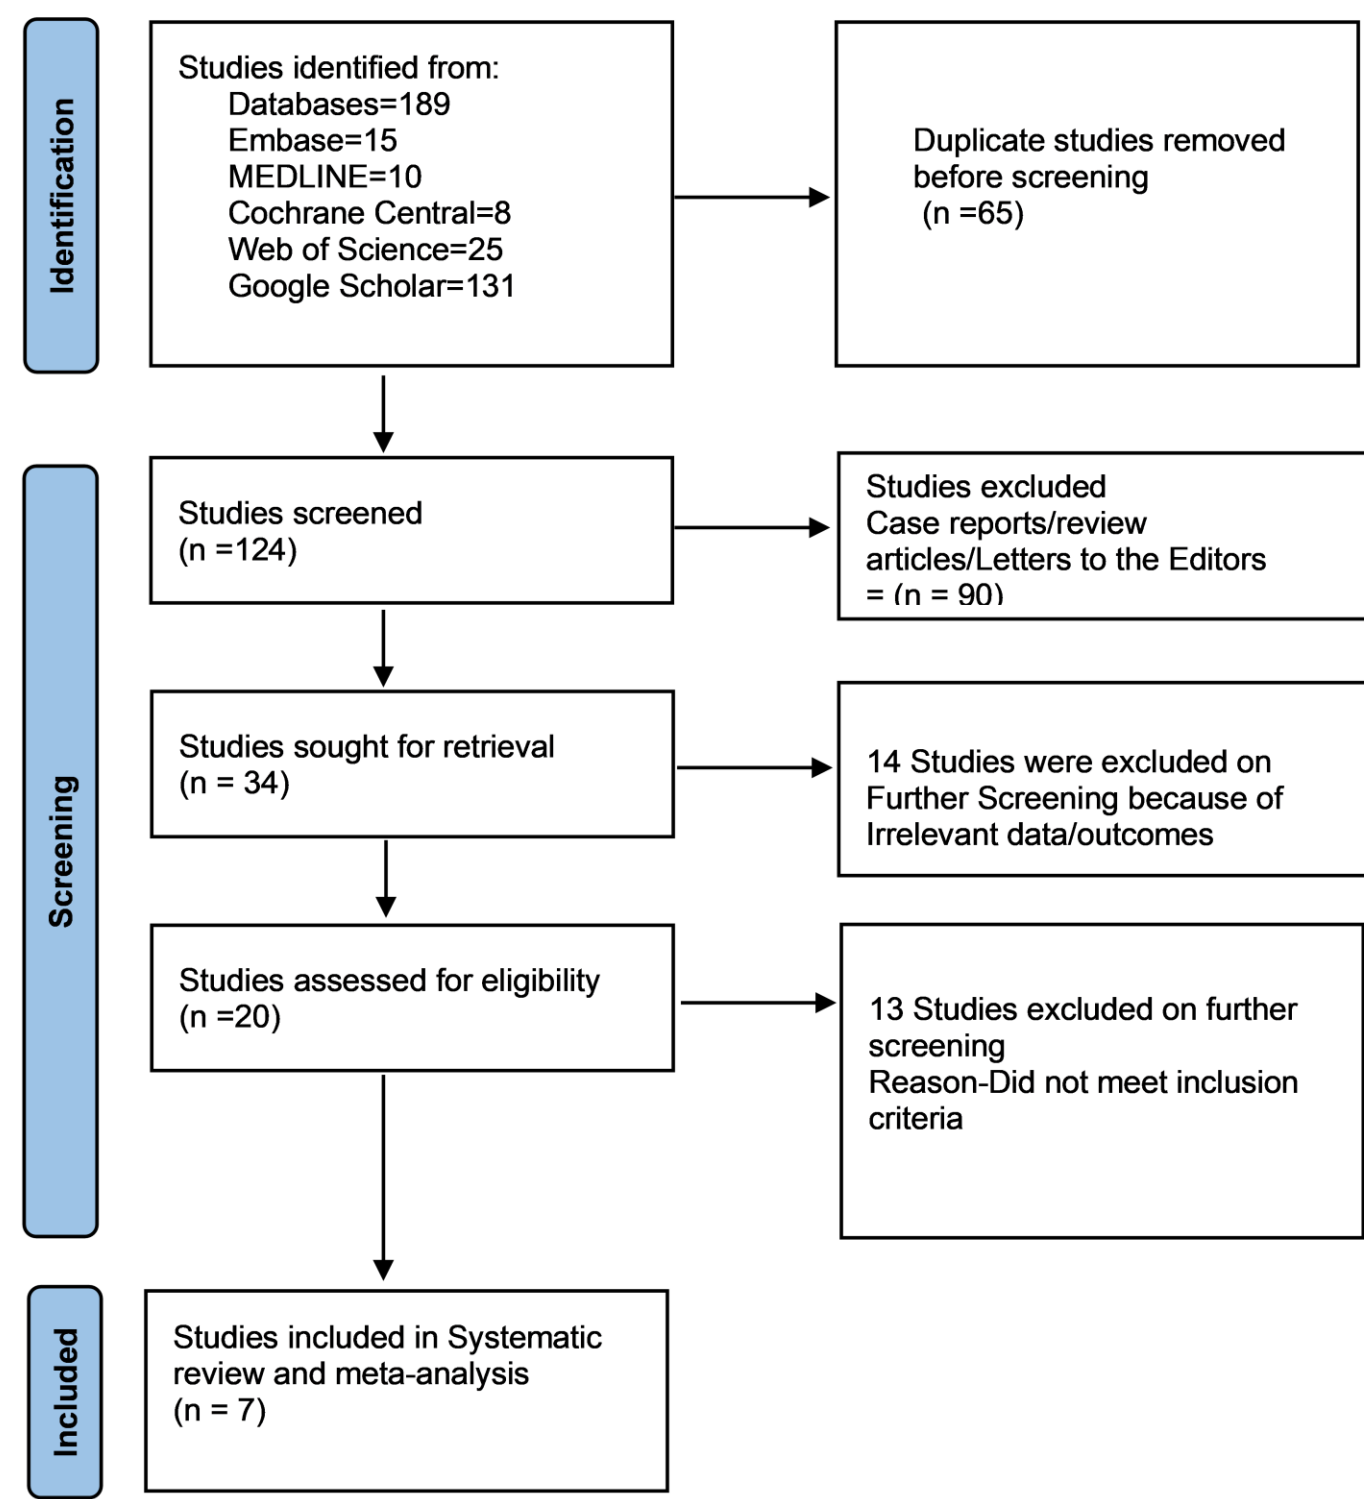 Identification
Studies identified from:
Databases=189
Embase=15
MEDLINE=10
Cochrane Central=8
Web of Science=25
Google Scholar=131
Duplicate studies removed
before screening
(n =65)
Screening
Studies screened
(n =124)
Studies excluded
Case reports/review
articles/Letters to the Editors
= (n = 90)
Studies sought for retrieval
(n = 34)
14 Studies were excluded on
Further Screening because of
Irrelevant data/outcomes
Studies assessed for eligibility
(n =20)
13 Studies excluded on further
screening
Reason-Did not meet inclusion
criteria
Included
Studies included in Systematic
review and meta-analysis
(n = 7)